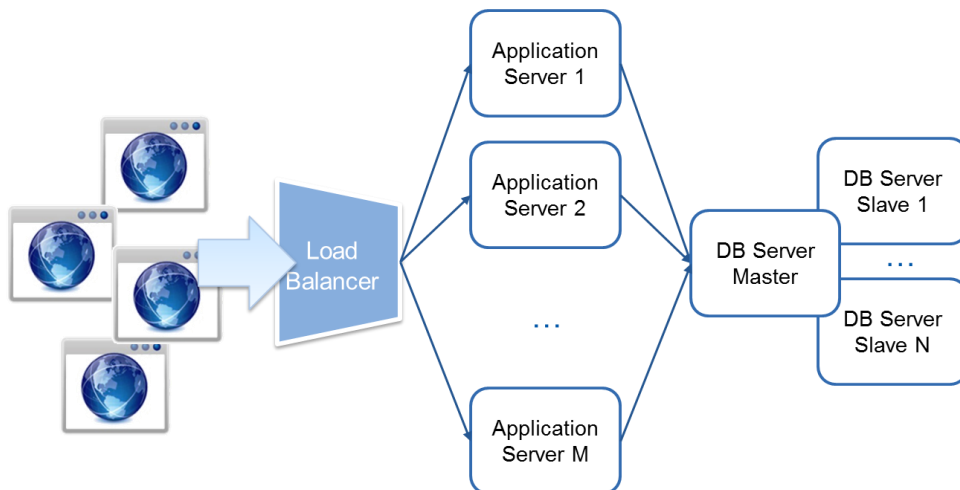 Application
Server 1
Application
Server 2
Load
Balancer
...
Application
Server M
DB Server
Master
DB Server
Slave 1
...
DB Server
Slave N